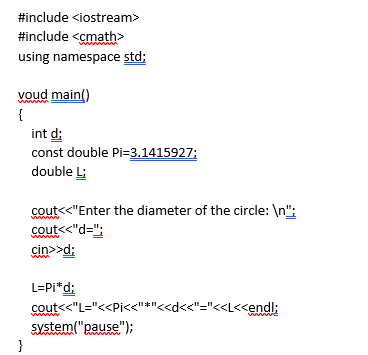 #include <iostream>
#include <cmath>
using namespace std;
voud main()
{
int d;
const double Pi=3.1415927;
double L;
cout<<"Enter the diameter of the circle: \n";
cout<<"d=";
cin>>d;
L=Pi*d;
cout<<"L="<<Pi<<"*"<<d<<"="<<L<<endl;
system("pause");
}